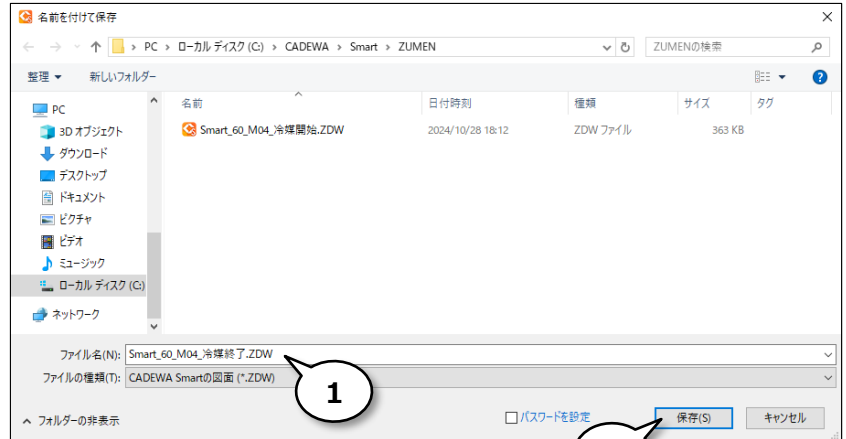 名前を付けて保存
PC › ローカル ディスク (C:) › CADEWA › Smart › ZUMEN
ZUMENの検索
整理 新しいフォルダー
名前 日付時刻 種類 サイズ タグ
Smart_60_M04_冷媒開始.ZDW 2024/10/28 18:12 ZDW ファイル 363 KB
PC
3D オブジェクト
ダウンロード
デスクトップ
ドキュメント
ピクチャ
ビデオ
ミュージック
ローカル ディスク (C:)
ネットワーク
ファイル名(N): Smart_60_M04_冷媒終了.ZDW
ファイルの種類(T): CADEWA Smartの図面 (*.ZDW)
1
フォルダーの非表示 パスワードを設定 保存(S) キャンセル